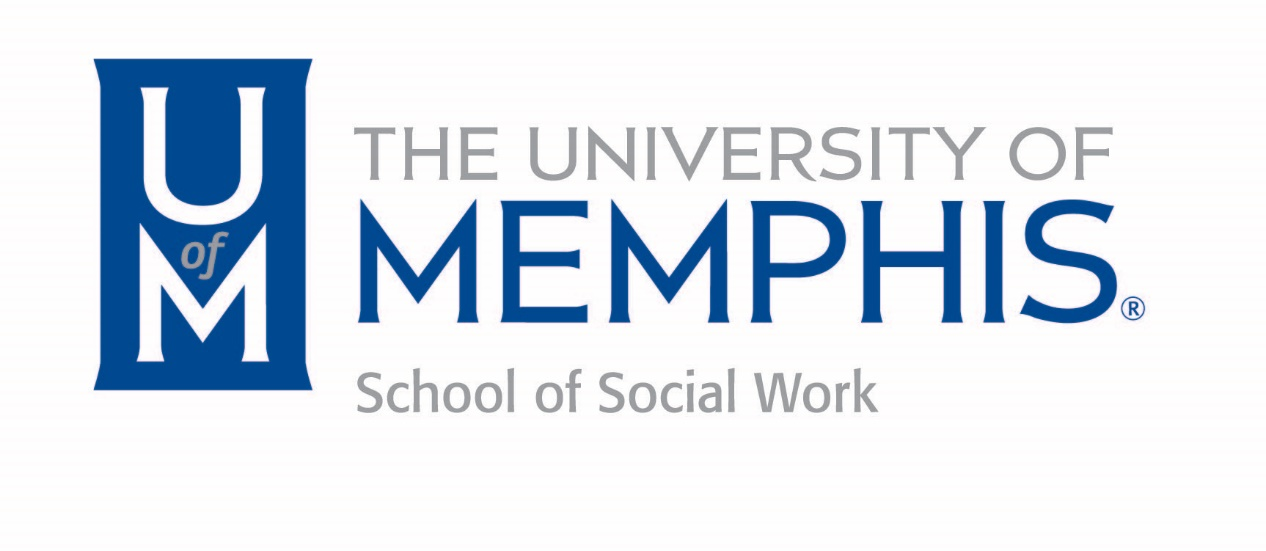 U
of
M
THE UNIVERSITY OF
MEMPHIS®
School of Social Work